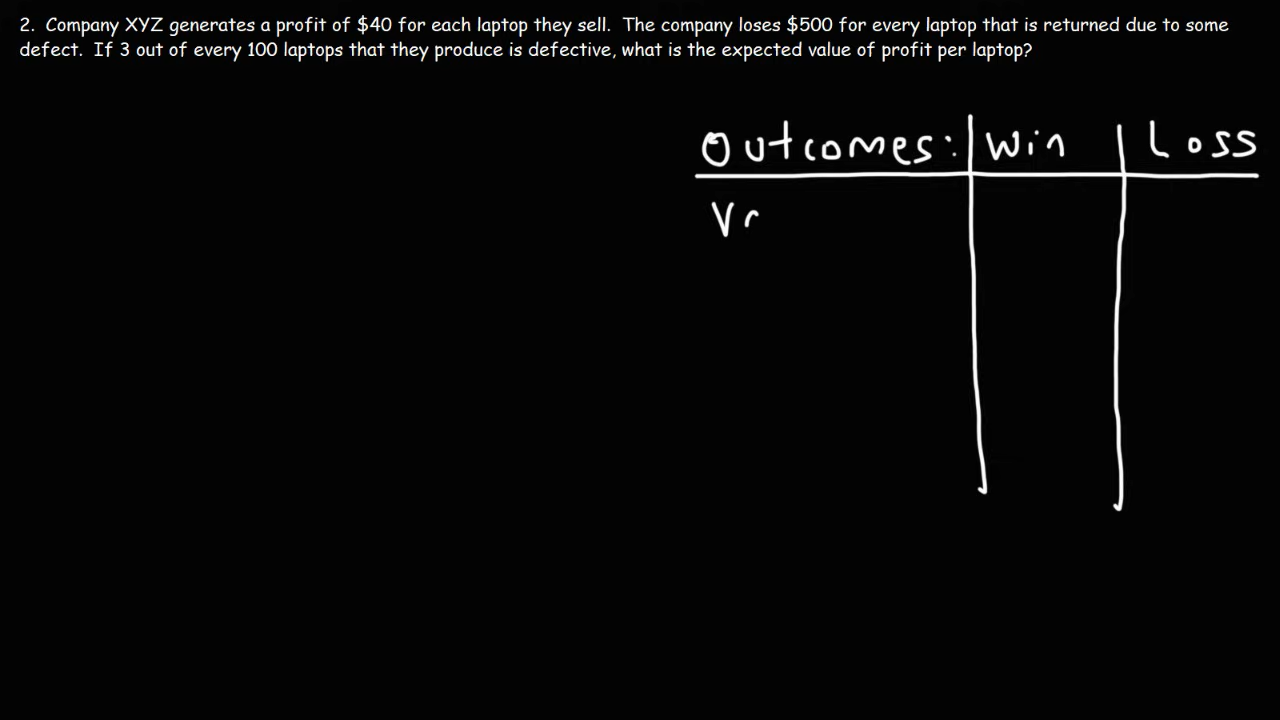 2. Company XYZ generates a profit of $40 for each laptop they sell. The company loses $500 for every laptop that is returned due to some
defect. If 3 out of every 100 laptops that they produce is defective, what is the expected value of profit per laptop?
Outcomes: Win Loss